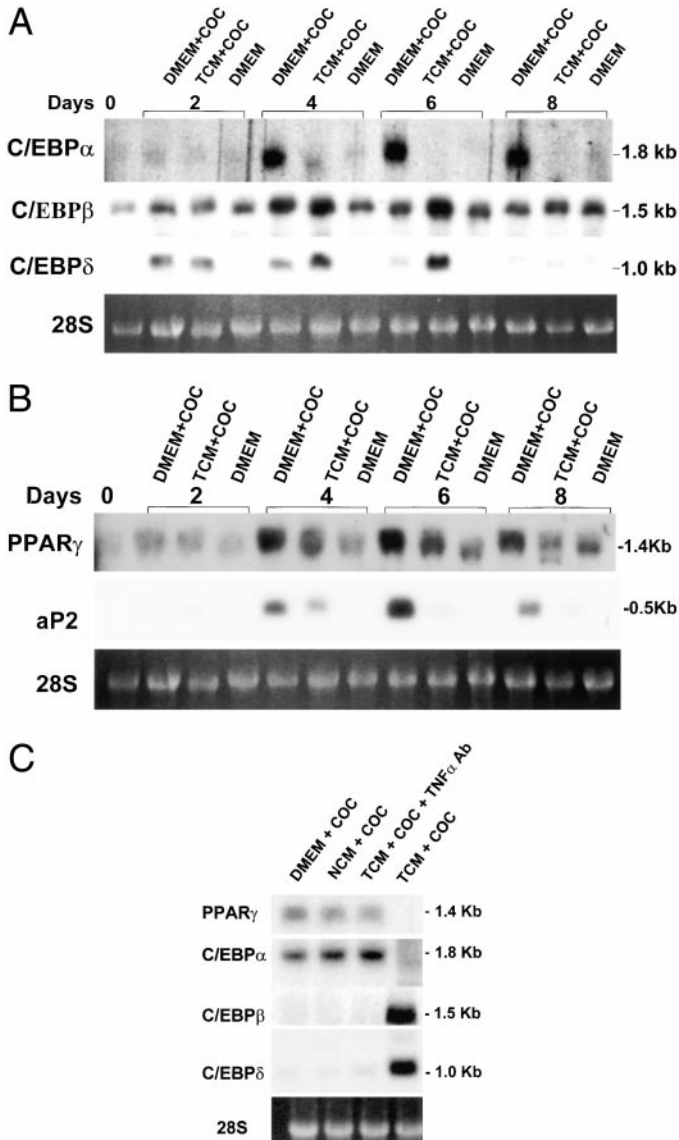 A
DMEM+COC TCM+COC DMEM DMEM+COC TCM+COC DMEM DMEM+COC TCM+COC DMEM DMEM+COC TCM+COC DMEM
Days 0 2 4 6 8
C/EBPα -1.8 kb
C/EBPβ -1.5 kb
C/EBPδ -1.0 kb
28S
B
DMEM+COC TCM+COC DMEM DMEM+COC TCM+COC DMEM DMEM+COC TCM+COC DMEM DMEM+COC TCM+COC DMEM
Days 0 2 4 6 8
PPARγ -1.4Kb
aP2 -0.5Kb
28S
C
DMEM + COC NCM + COC TCM + COC + TNFα Ab TCM + COC
PPARγ - 1.4 Kb
C/EBPα - 1.8 Kb
C/EBPβ - 1.5 Kb
C/EBPδ - 1.0 Kb
28S